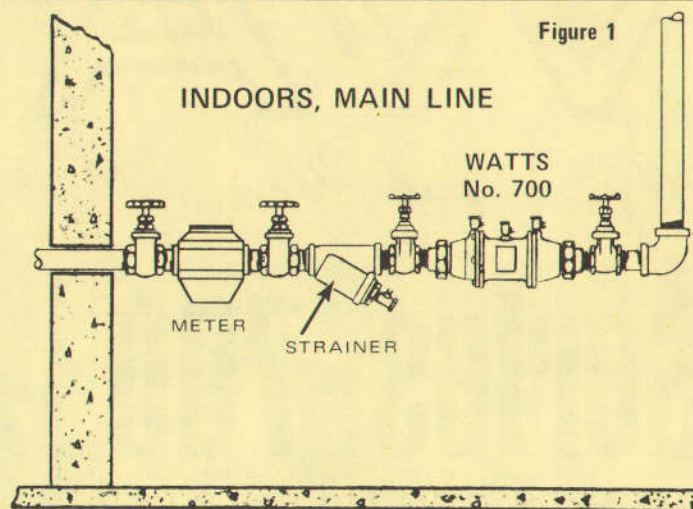 Figure 1
INDOORS, MAIN LINE
WATTS
No. 700
METER
STRAINER